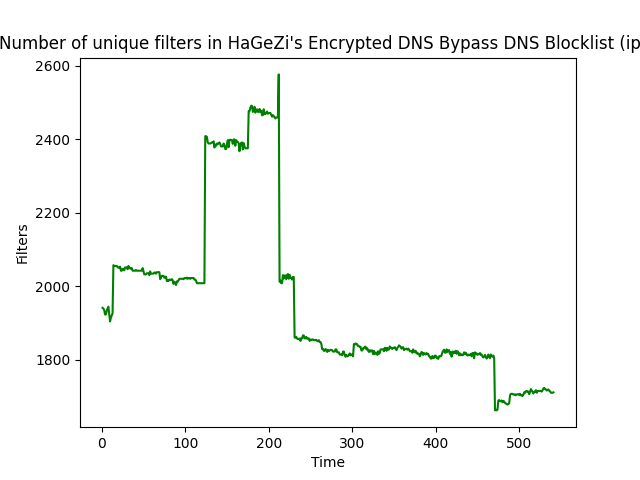 Number of unique filters in HaGeZi's Encrypted DNS Bypass DNS Blocklist (ip
2600
2400
2200
2000
1800
Filters
0 100 200 300 400 500
Time